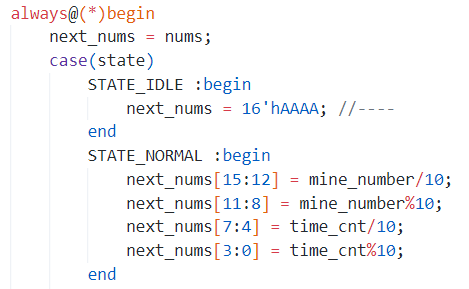 always@(*)begin
    next_nums = nums;
    case(state)
        STATE_IDLE :begin
            next_nums = 16'hAAAA; //----
        end
        STATE_NORMAL :begin
            next_nums[15:12] = mine_number/10;
            next_nums[11:8] = mine_number%10;
            next_nums[7:4] = time_cnt/10;
            next_nums[3:0] = time_cnt%10;
        end